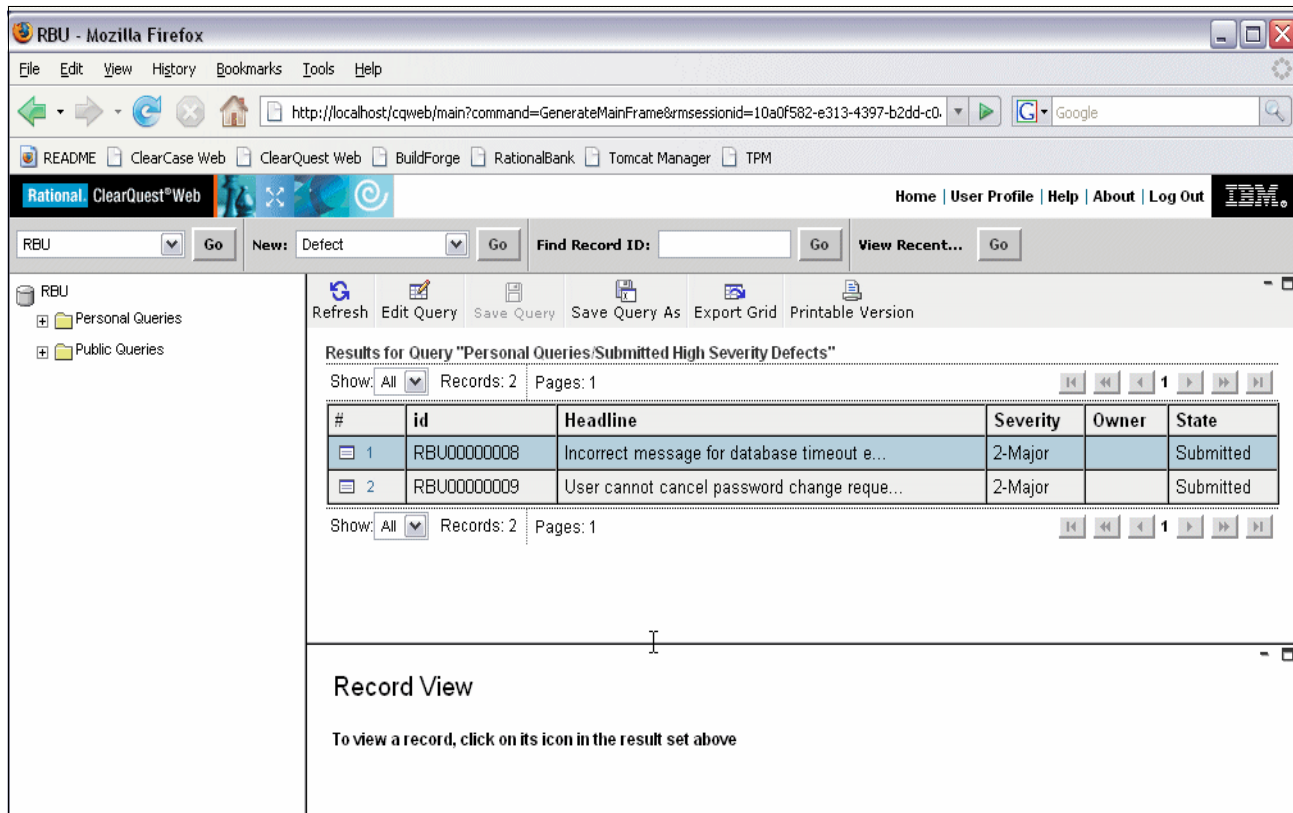 RBU - Mozilla Firefox
File Edit View History Bookmarks Tools Help
http://localhost/cqweb/main?command=GenerateMainFrame&rmsessionid=10a0f582-e313-4397-b2dd-c0. G Google
README ClearCase Web ClearQuest Web BuildForge RationalBank Tomcat Manager TPM
Rational. ClearQuest®Web Home | User Profile | Help | About | Log Out IBM®
RBU Go New: Defect Go Find Record ID: Go View Recent... Go
RBU
Personal Queries
Public Queries
Refresh Edit Query Save Query Save Query As Export Grid Printable Version
Results for Query "Personal Queries/Submitted High Severity Defects"
Show: All Records: 2 Pages: 1 1
# id Headline Severity Owner State
1 RBU00000008 Incorrect message for database timeout e... 2-Major Submitted
2 RBU00000009 User cannot cancel password change reque... 2-Major Submitted
Show: All Records: 2 Pages: 1 1
Record View
To view a record, click on its icon in the result set above